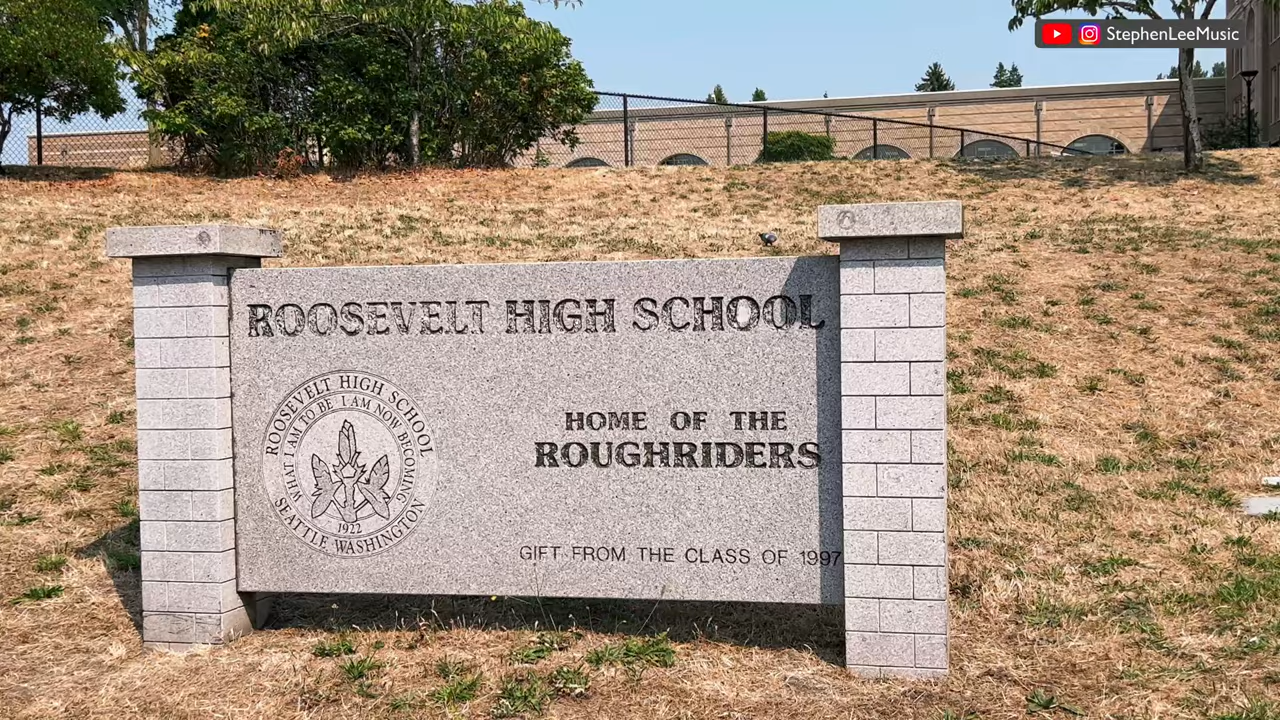 StephenLeeMusic
ROOSEVELT HIGH SCHOOL
ROOSEVELT HIGH SCHOOL
WHAT I AM TO BE I AM NOW BECOMING
1922
SEATTLE WASHINGTON
HOME OF THE
ROUGHRIDERS
GIFT FROM THE CLASS OF 1997